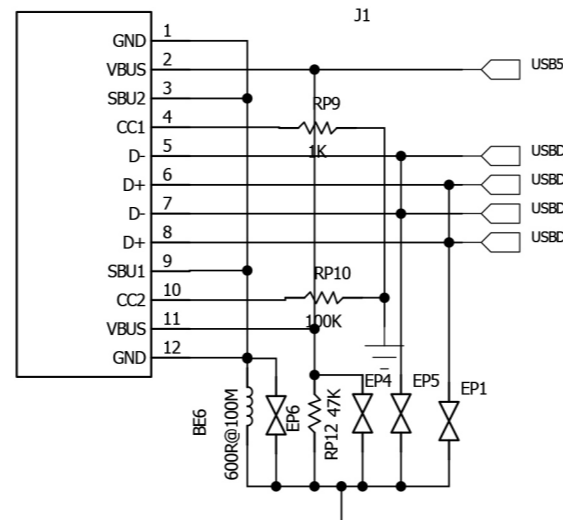 J1
GND 1
VBUS 2
USB5
SBU2 3
RP9
CC1 4
1K
D- 5
USBD
D+ 6
USBD
D- 7
USBD
D+ 8
USBD
SBU1 9
RP10
CC2 10
100K
VBUS 11
GND 12
BE6
600R@100M
EP6
RP12 47K
EP4
EP5
EP1